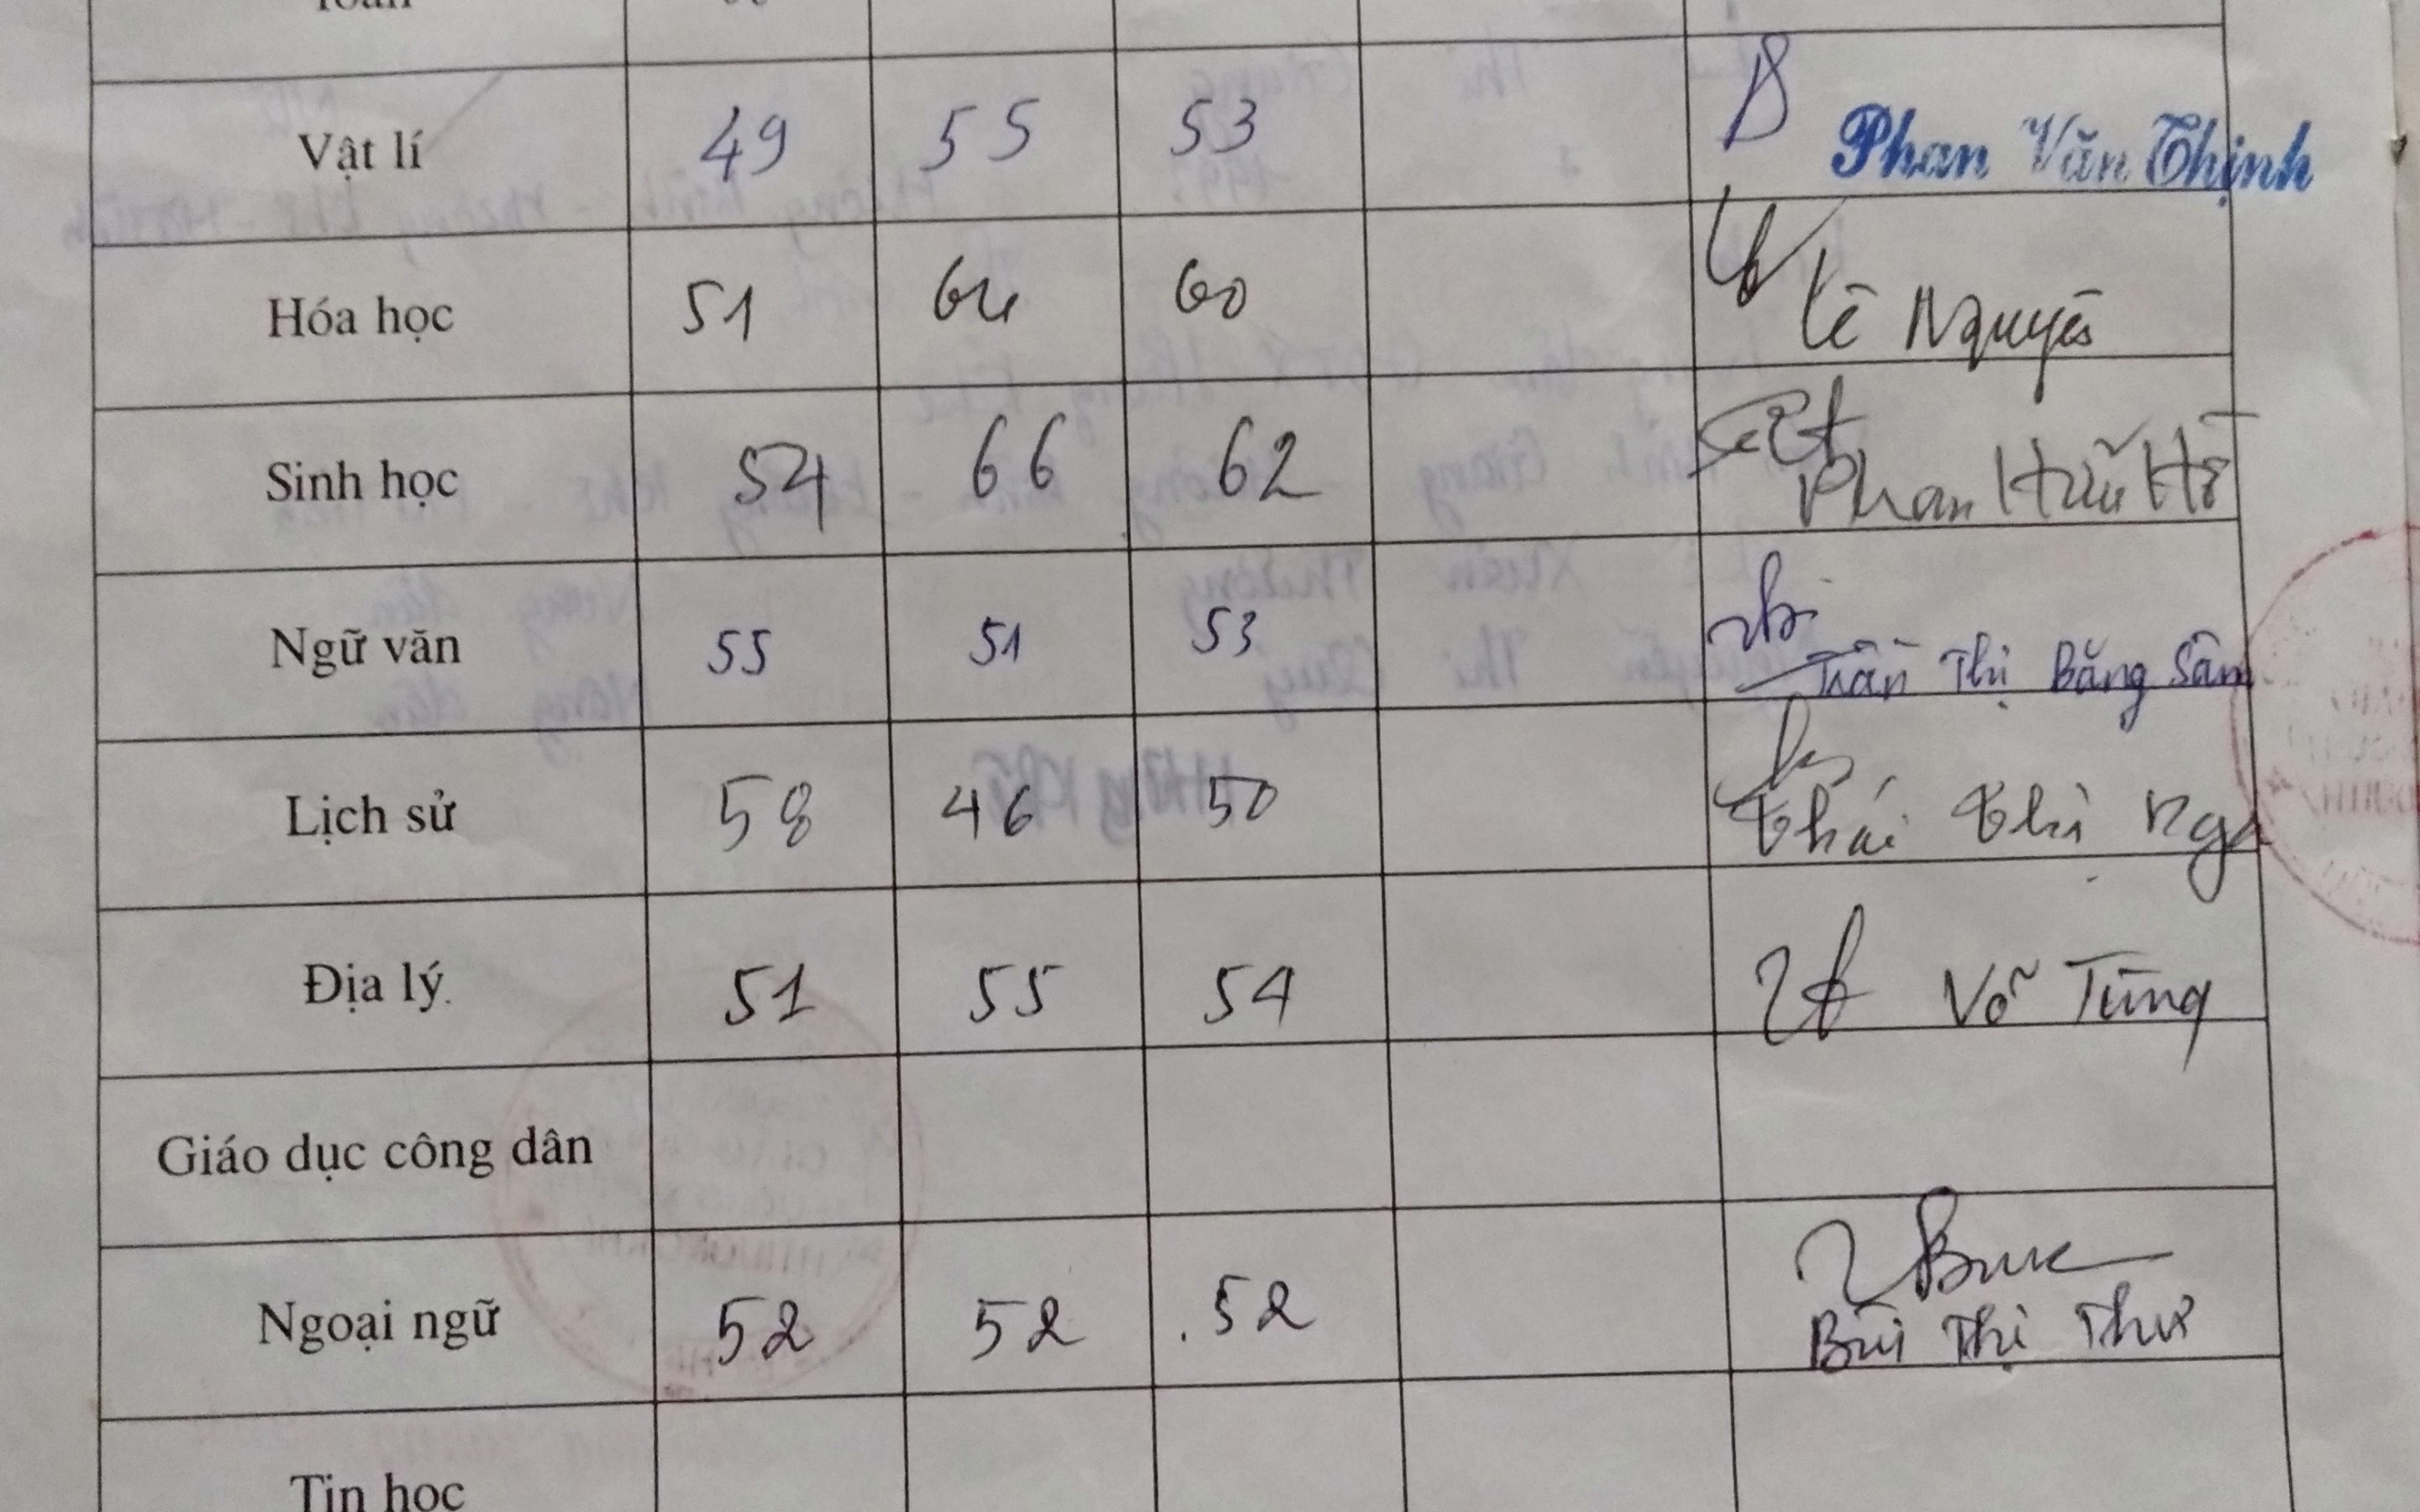 Vật lí 49 55 53 Phan Văn Thịnh
Hóa học 51 64 60 Lê Nguyên
Sinh học 54 66 62 Phan Hữu
Ngữ văn 55 51 53 Trần Thị Băng Sâm
Lịch sử 58 46 50 Thái Thị Nga
Địa lý 51 55 54 Võ Tùng
Giáo dục công dân
Ngoại ngữ 52 52 .52 Bùi Thị Thư
Tin học